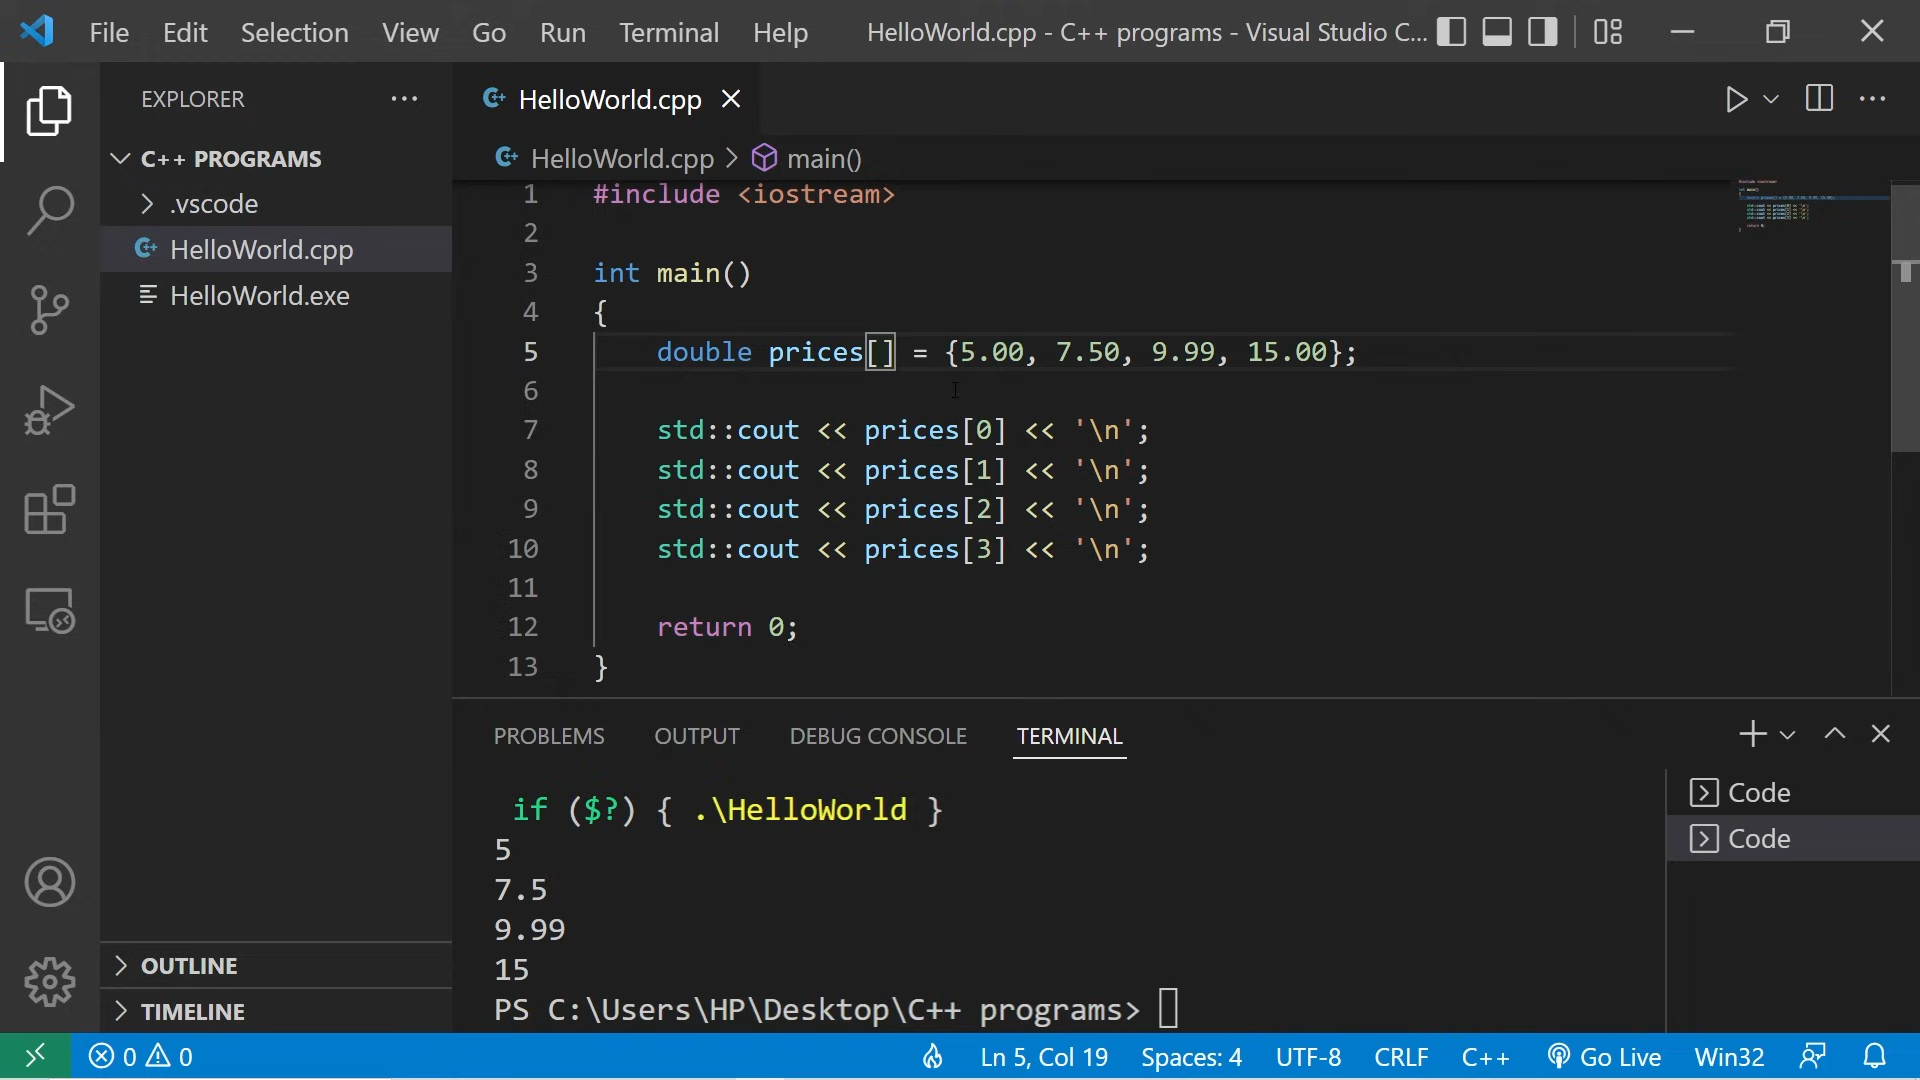 File Edit Selection View Go Run Terminal Help HelloWorld.cpp - C++ programs - Visual Studio C...
EXPLORER
C++ PROGRAMS
.vscode
HelloWorld.cpp
HelloWorld.exe
OUTLINE
TIMELINE
HelloWorld.cpp
HelloWorld.cpp > main()
1 #include <iostream>
2
3 int main()
4 {
5 double prices[] = {5.00, 7.50, 9.99, 15.00};
6
7 std::cout << prices[0] << '\n';
8 std::cout << prices[1] << '\n';
9 std::cout << prices[2] << '\n';
10 std::cout << prices[3] << '\n';
11
12 return 0;
13 }
PROBLEMS OUTPUT DEBUG CONSOLE TERMINAL
if ($?) { .\HelloWorld }
5
7.5
9.99
15
PS C:\Users\HP\Desktop\C++ programs>
Code
Code
0 0 Ln 5, Col 19 Spaces: 4 UTF-8 CRLF C++ Go Live Win32